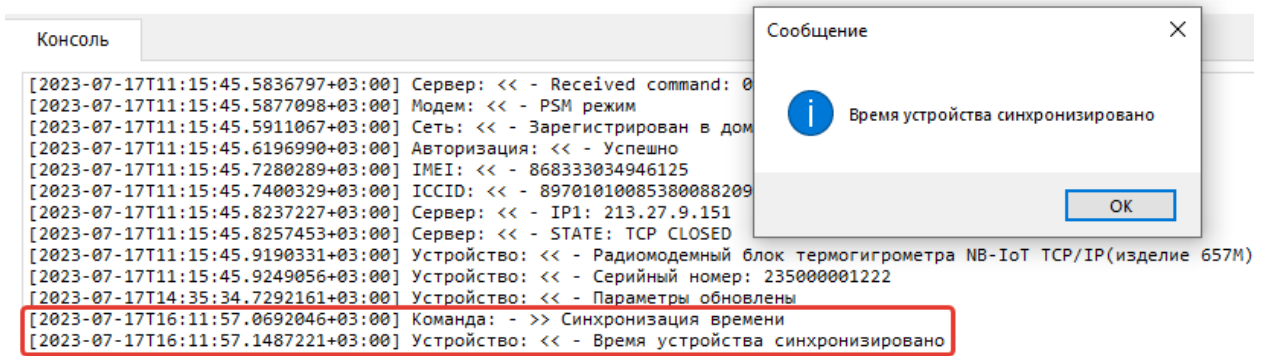 Консоль
[2023-07-17T11:15:45.5836797+03:00] Сервер: << - Received command: 0
[2023-07-17T11:15:45.5877098+03:00] Модем: << - PSM режим
[2023-07-17T11:15:45.5911067+03:00] Сеть: << - Зарегистрирован в дом
[2023-07-17T11:15:45.6196990+03:00] Авторизация: << - Успешно
[2023-07-17T11:15:45.7280289+03:00] IMEI: << - 868333034946125
[2023-07-17T11:15:45.7400329+03:00] ICCID: << - 89701010085380088209
[2023-07-17T11:15:45.8237227+03:00] Сервер: << - IP1: 213.27.9.151
[2023-07-17T11:15:45.8257453+03:00] Сервер: << - STATE: TCP CLOSED
[2023-07-17T11:15:45.9190331+03:00] Устройство: << - Радиомодемный блок термогигрометра NB-IoT TCP/IP(изделие 657М)
[2023-07-17T11:15:45.9249056+03:00] Устройство: << - Серийный номер: 235000001222
[2023-07-17T14:35:34.7292161+03:00] Устройство: << - Параметры обновлены
[2023-07-17T16:11:57.0692046+03:00] Команда: - >> Синхронизация времени
[2023-07-17T16:11:57.1487221+03:00] Устройство: << - Время устройства синхронизировано
Сообщение
Время устройства синхронизировано
ОК